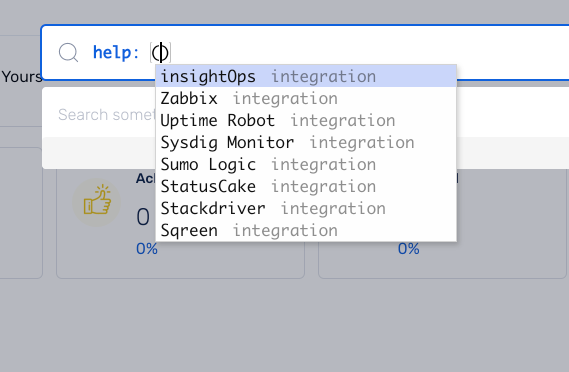 help: ()
insightOps integration
Yours
Zabbix integration
Search somet
Uptime Robot integration
Sysdig Monitor integration
Sumo Logic integration
StatusCake integration
Stackdriver integration
Sqreen integration
0
0%
0%